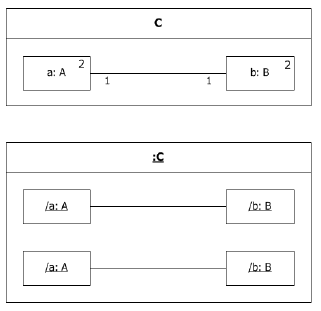 C
a: A 2
b: B 2
1 1
:C
/a: A /b: B
/a: A /b: B